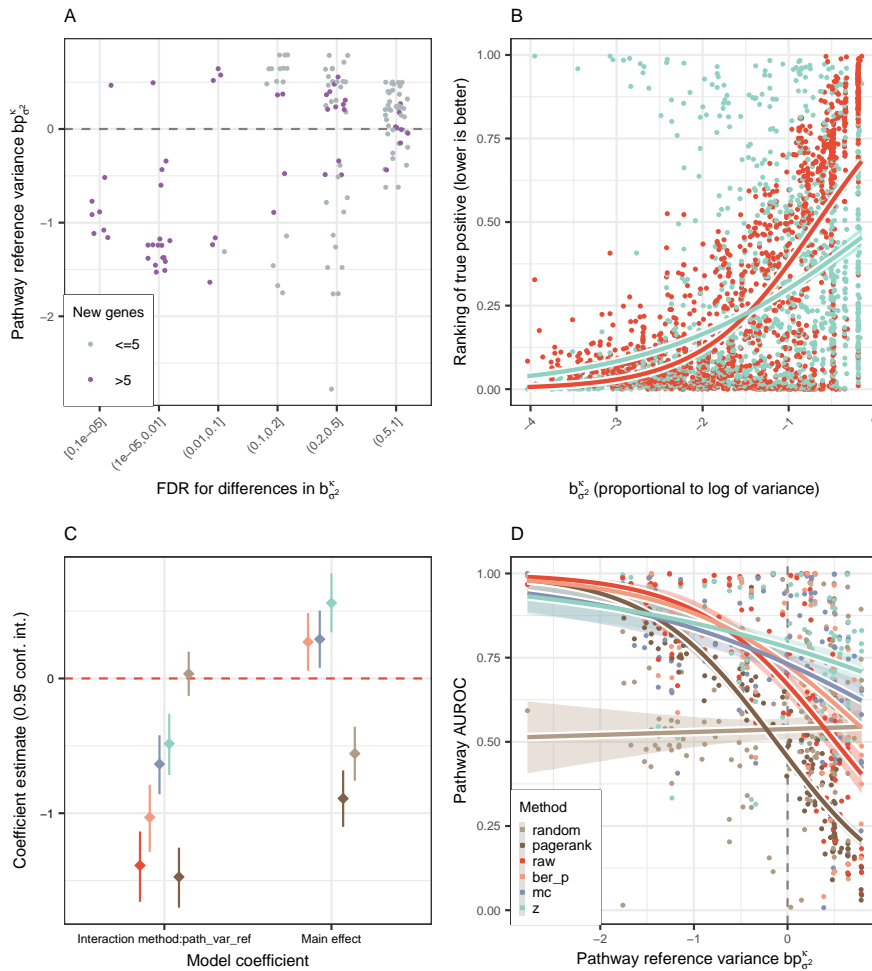 A
Pathway reference variance bp^κ_σ²
0
−1
−2
New genes
<=5
>5
[0,1e−05]
(1e−05,0.01]
(0.01,0.1]
(0.1,0.2]
(0.2,0.5]
(0.5,1]
FDR for differences in b^κ_σ²
B
Ranking of true positive (lower is better)
1.00
0.75
0.50
0.25
0.00
−4
−3
−2
−1
b^κ_σ² (proportional to log of variance)
C
Coefficient estimate (0.95 conf. int.)
0
−1
Interaction method:path_var_ref
Main effect
Model coefficient
D
Pathway AUROC
1.00
0.75
0.50
0.25
0.00
Method
random
pagerank
raw
ber_p
mc
z
−2
−1
0
Pathway reference variance bp^κ_σ²